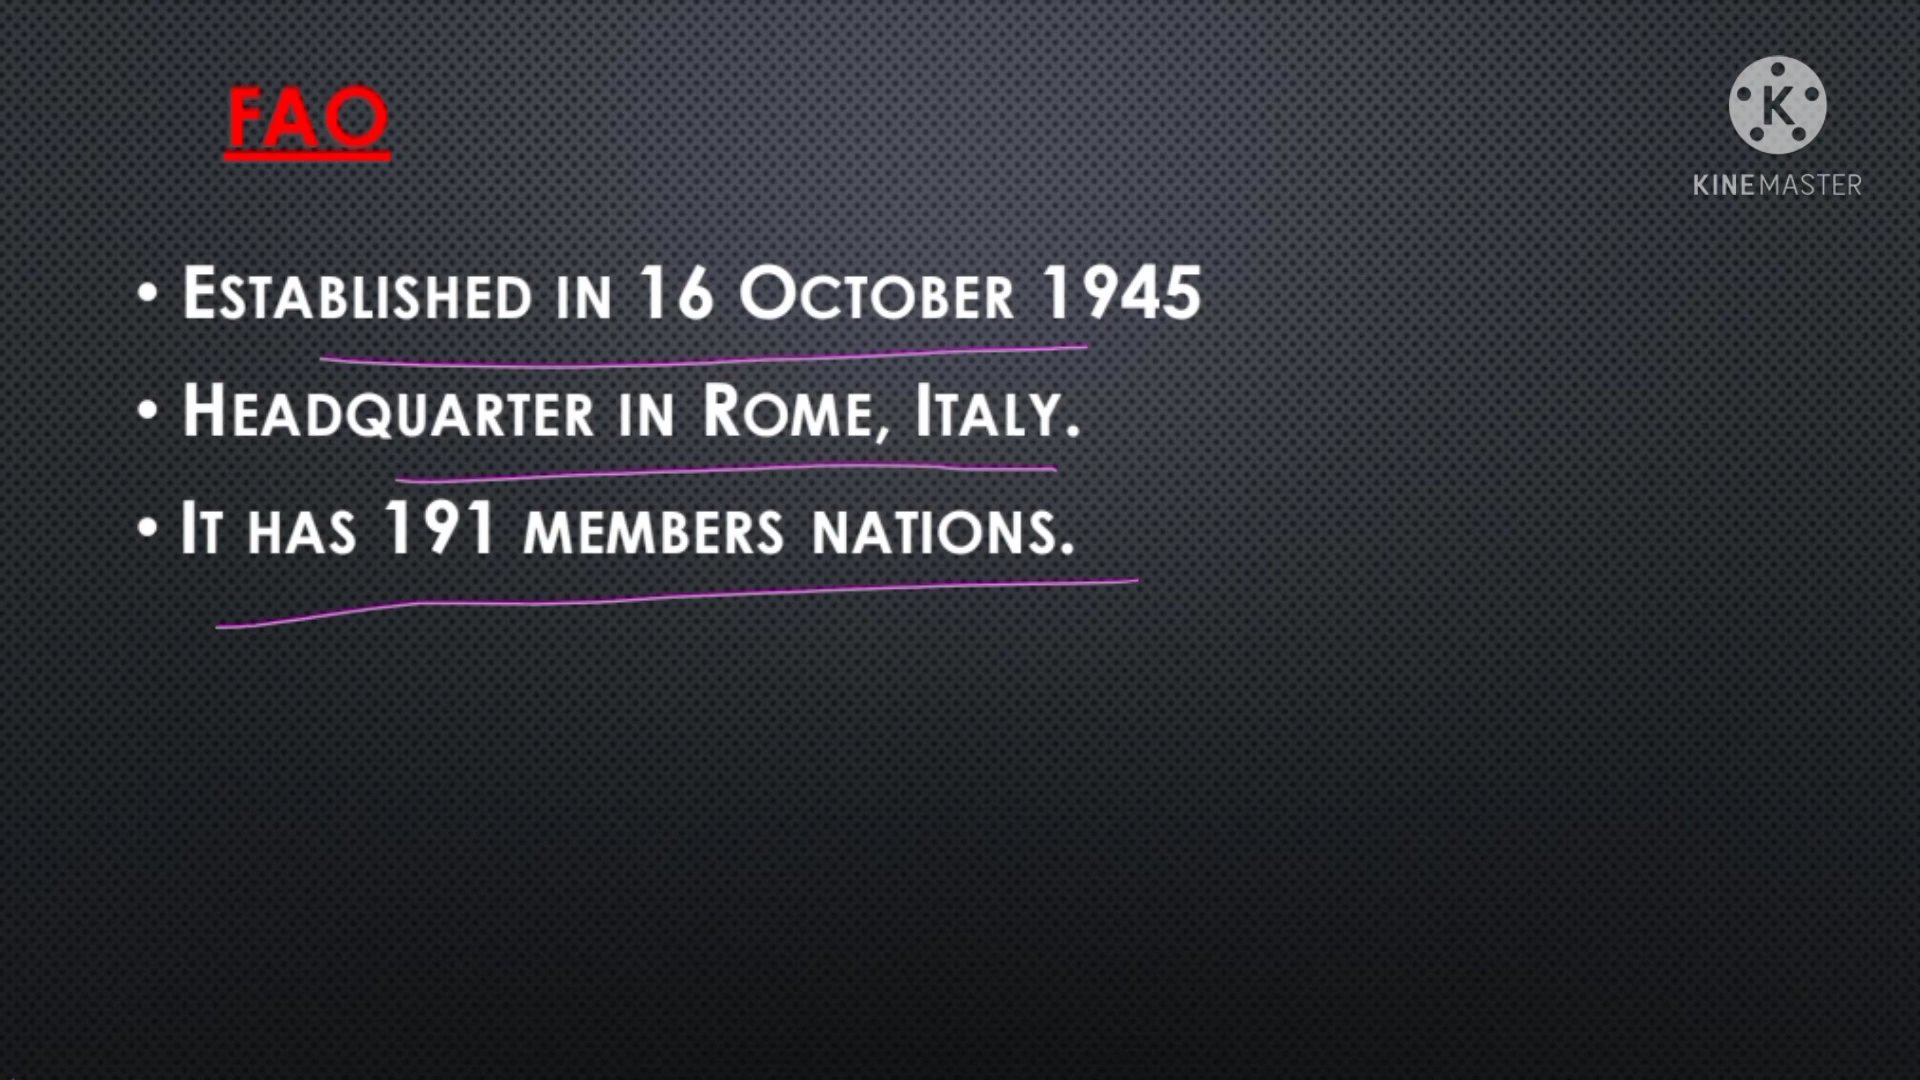 FAO
KINEMASTER
• Established in 16 October 1945
• Headquarter in Rome, Italy.
• It has 191 members nations.